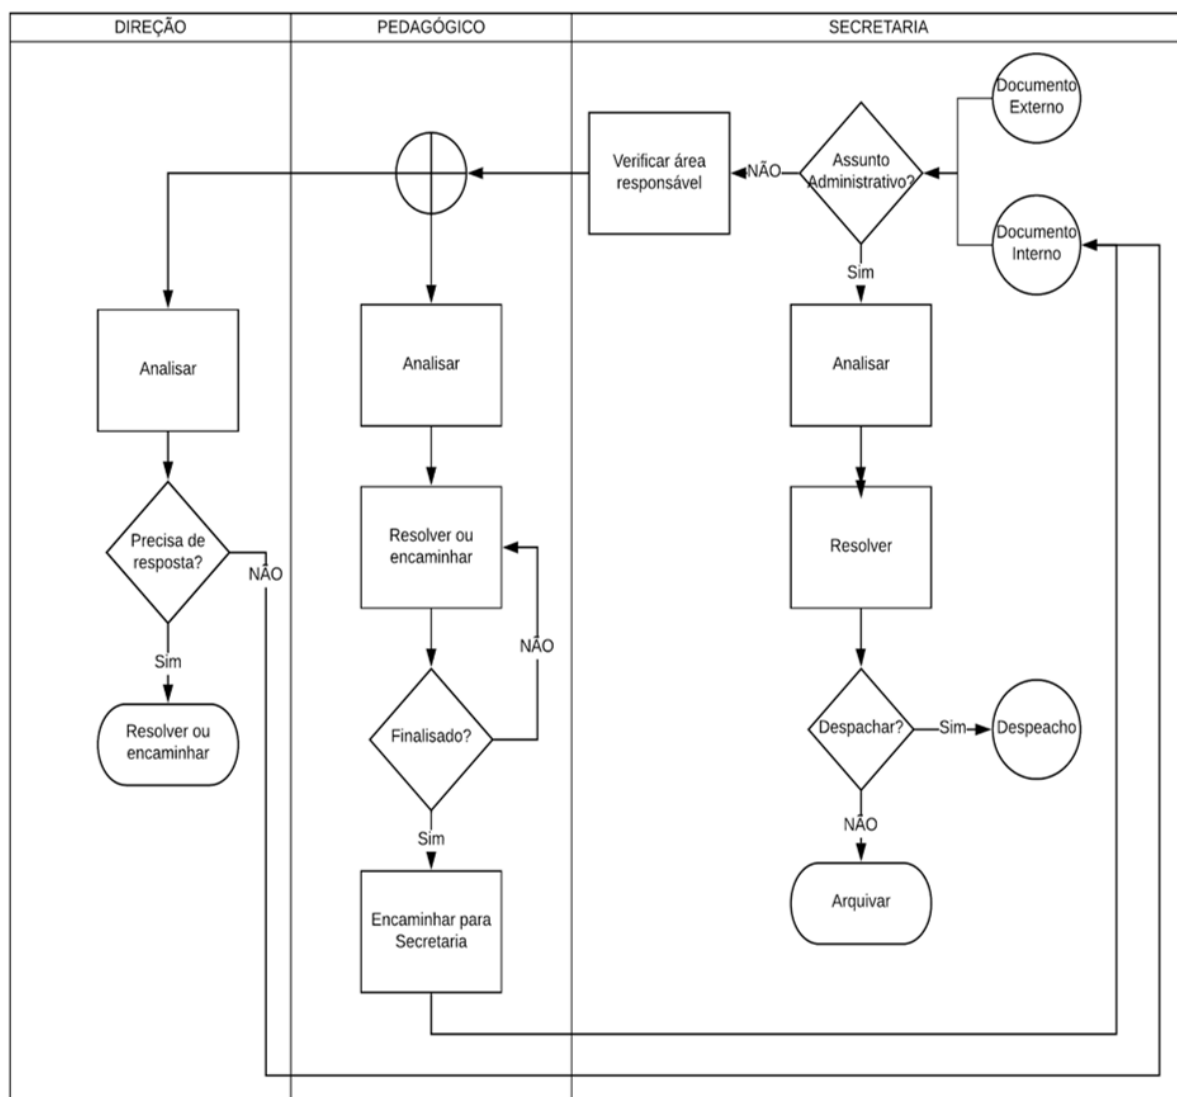 DIREÇÃO
PEDAGÓGICO
SECRETARIA
Documento
Externo
Assunto
Administrativo?
NÃO
Verificar área
responsável
Documento
Interno
Sim
Analisar
Analisar
Analisar
Precisa de
resposta?
NÃO
Resolver ou
encaminhar
Resolver
NÃO
Sim
Resolver ou
encaminhar
Finalisado?
Despachar?
Sim
Despeacho
Sim
NÃO
Encaminhar para
Secretaria
Arquivar